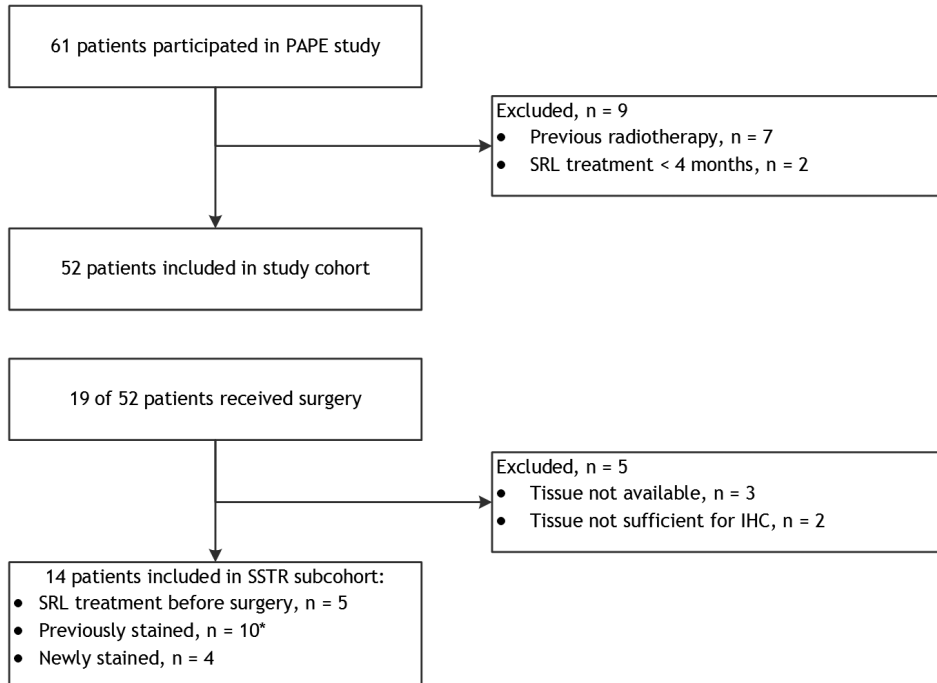 61 patients participated in PAPE study
Excluded, n = 9
• Previous radiotherapy, n = 7
• SRL treatment < 4 months, n = 2
52 patients included in study cohort
19 of 52 patients received surgery
Excluded, n = 5
• Tissue not available, n = 3
• Tissue not sufficient for IHC, n = 2
14 patients included in SSTR subcohort:
• SRL treatment before surgery, n = 5
• Previously stained, n = 10*
• Newly stained, n = 4